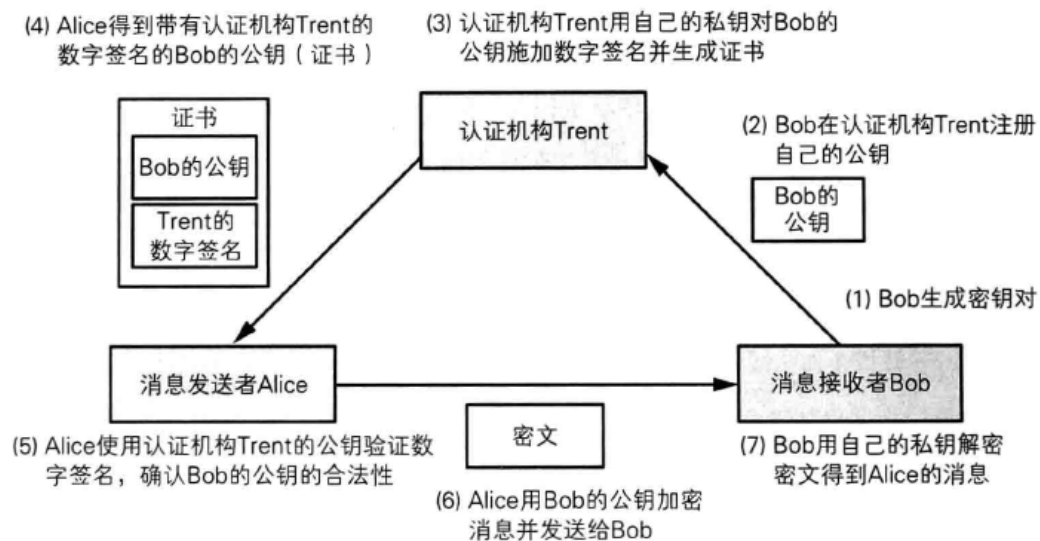 (4) Alice得到带有认证机构Trent的
数字签名的Bob的公钥（证书）
(3) 认证机构Trent用自己的私钥对Bob的
公钥施加数字签名并生成证书
证书
Bob的公钥
Trent的
数字签名
认证机构Trent
(2) Bob在认证机构Trent注册
自己的公钥
Bob的
公钥
(1) Bob生成密钥对
消息发送者Alice
消息接收者Bob
(5) Alice使用认证机构Trent的公钥验证数
字签名，确认Bob的公钥的合法性
密文
(6) Alice用Bob的公钥加密
消息并发送给Bob
(7) Bob用自己的私钥解密
密文得到Alice的消息